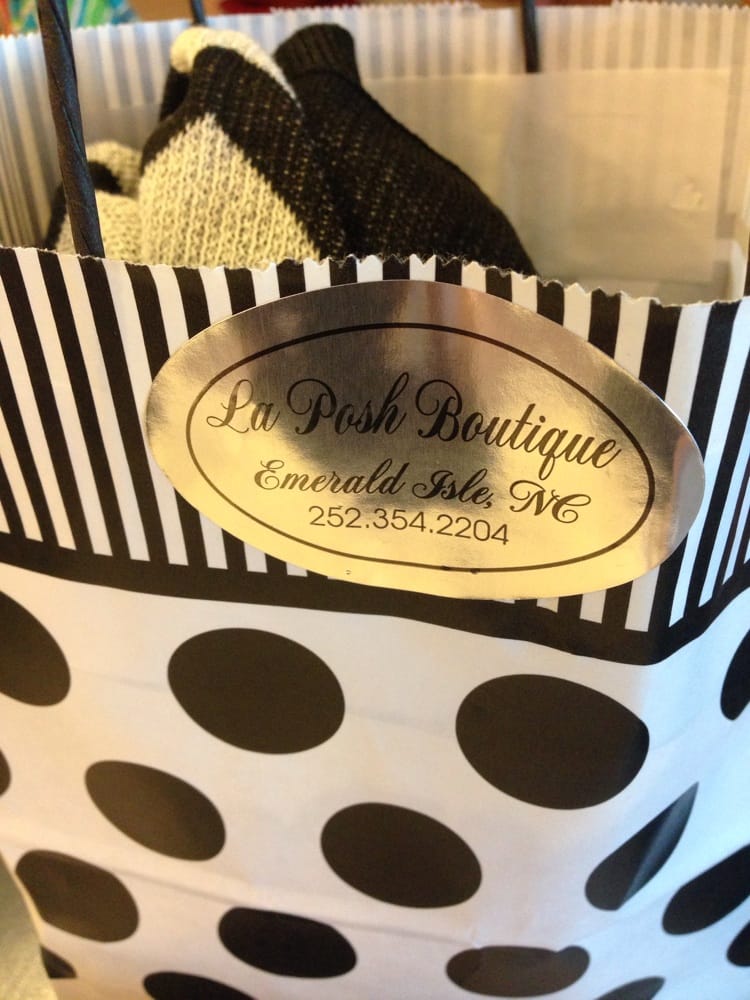 La Posh Boutique
Emerald Isle, NC
252.354.2204